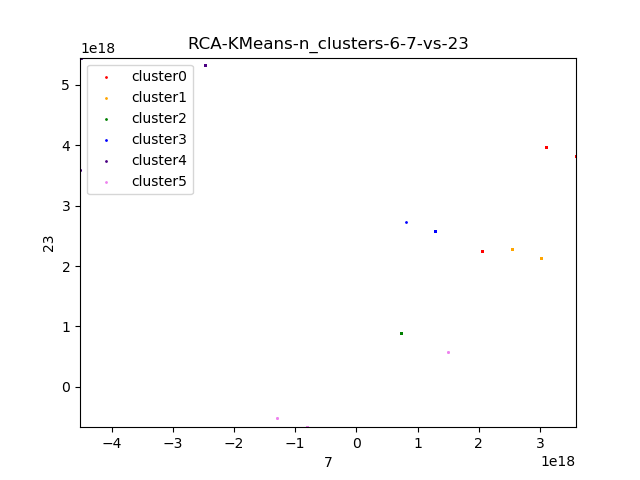 RCA-KMeans-n_clusters-6-7-vs-23
1e18
cluster0
cluster1
cluster2
cluster3
cluster4
cluster5
5
4
3
2
1
0
23
−4
−3
−2
−1
0
1
2
3
1e18
7